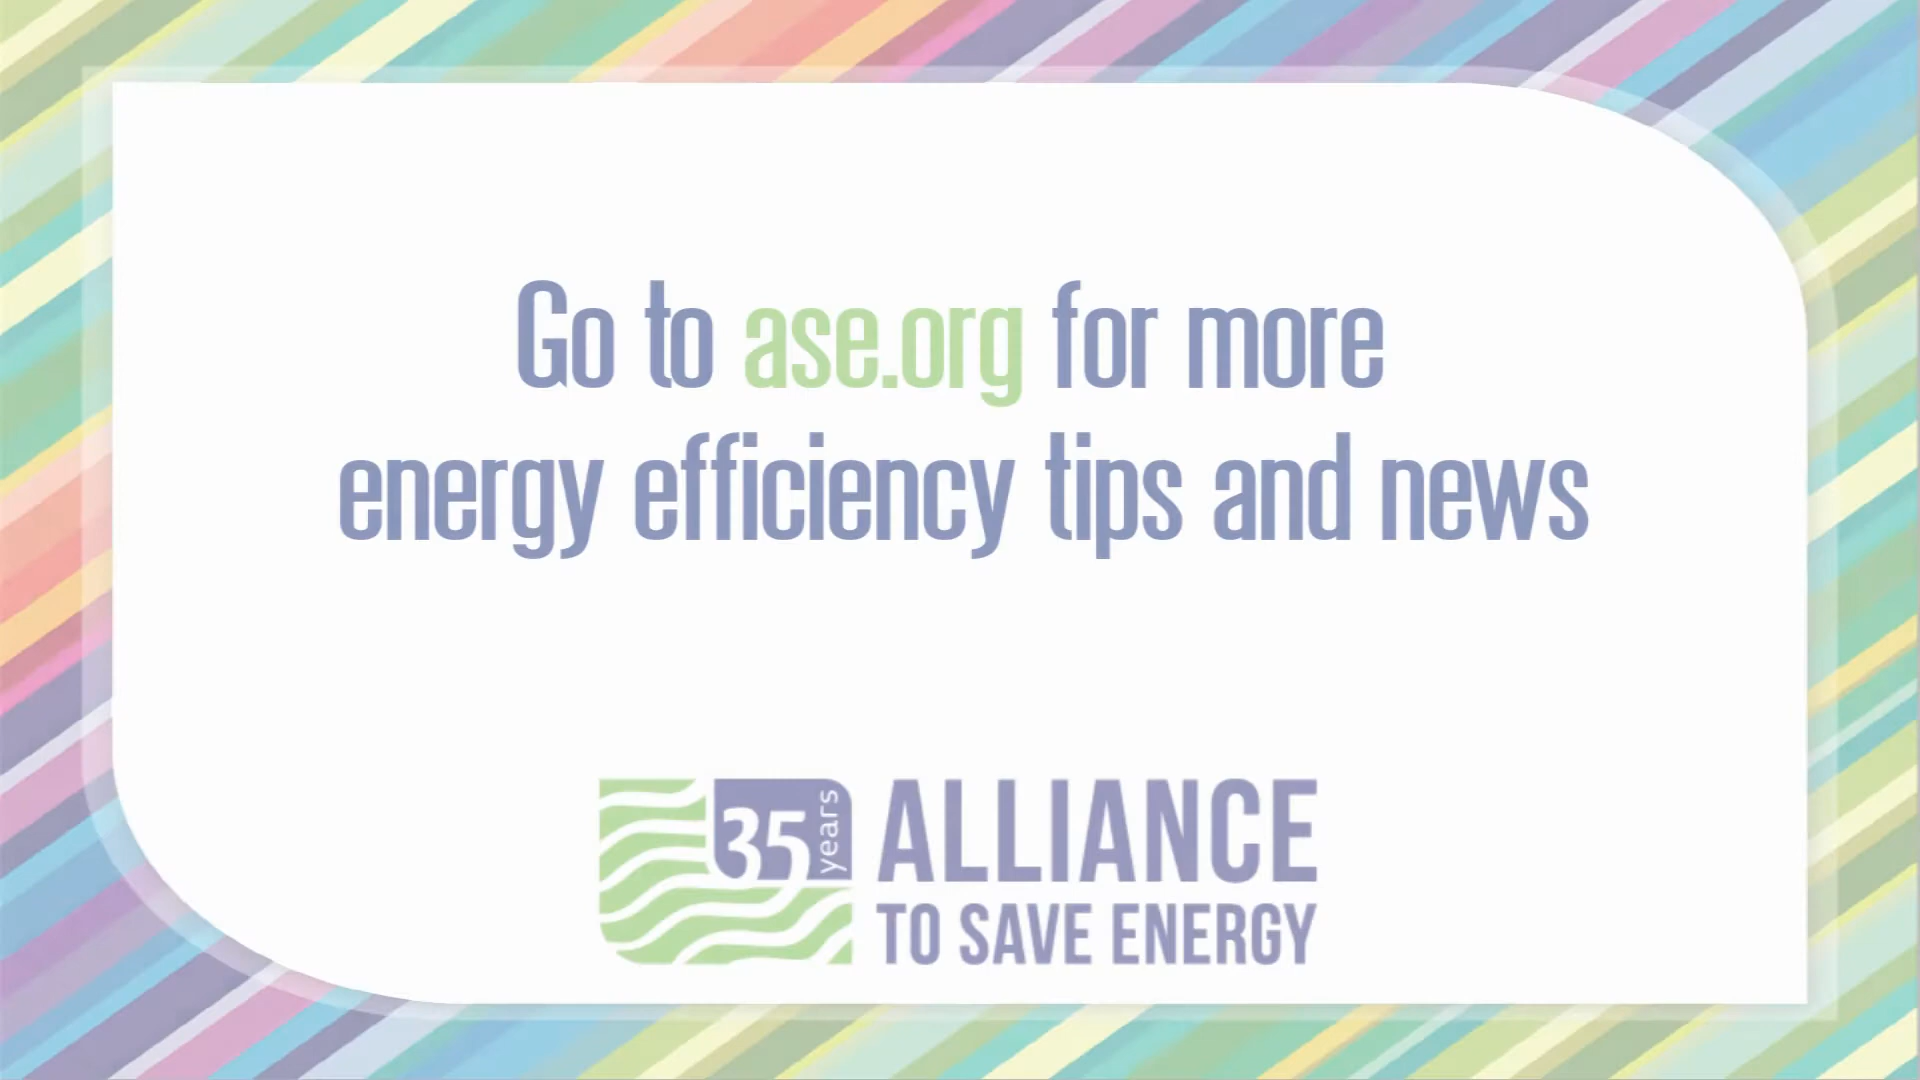 Go to ase.org for more
energy efficiency tips and news
35 years
ALLIANCE
TO SAVE ENERGY